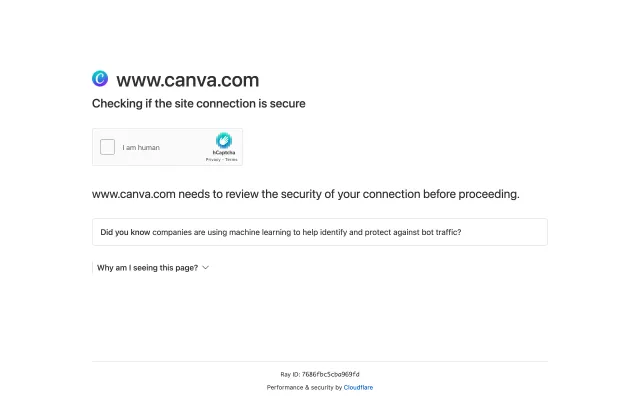 www.canva.com
Checking if the site connection is secure
I am human
hCaptcha
Privacy - Terms
www.canva.com needs to review the security of your connection before proceeding.
Did you know companies are using machine learning to help identify and protect against bot traffic?
Why am I seeing this page?
Ray ID: 7686fbc5cba969fd
Performance & security by Cloudflare